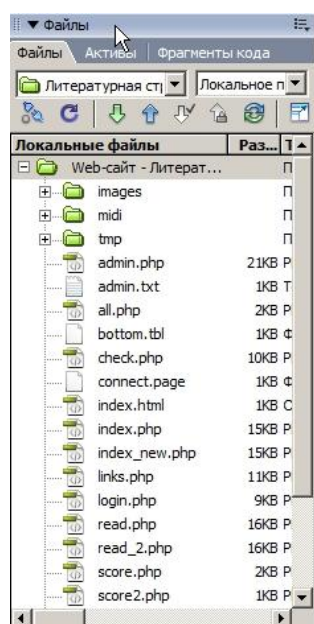 Файлы
Файлы Активы Фрагменты кода
Литературная ст Локальное п
Локальные файлы Раз... Т
Web-сайт - Литерат... П
images П
midi П
tmp П
admin.php 21KB P
admin.txt 1KB Т
all.php 2KB P
bottom.tbl 1KB Ф
check.php 10KB P
connect.page 1KB Ф
index.html 1KB С
index.php 15KB P
index_new.php 15KB P
links.php 11KB P
login.php 9KB P
read.php 16KB P
read_2.php 16KB P
score.php 2KB P
score2.php 1KB P